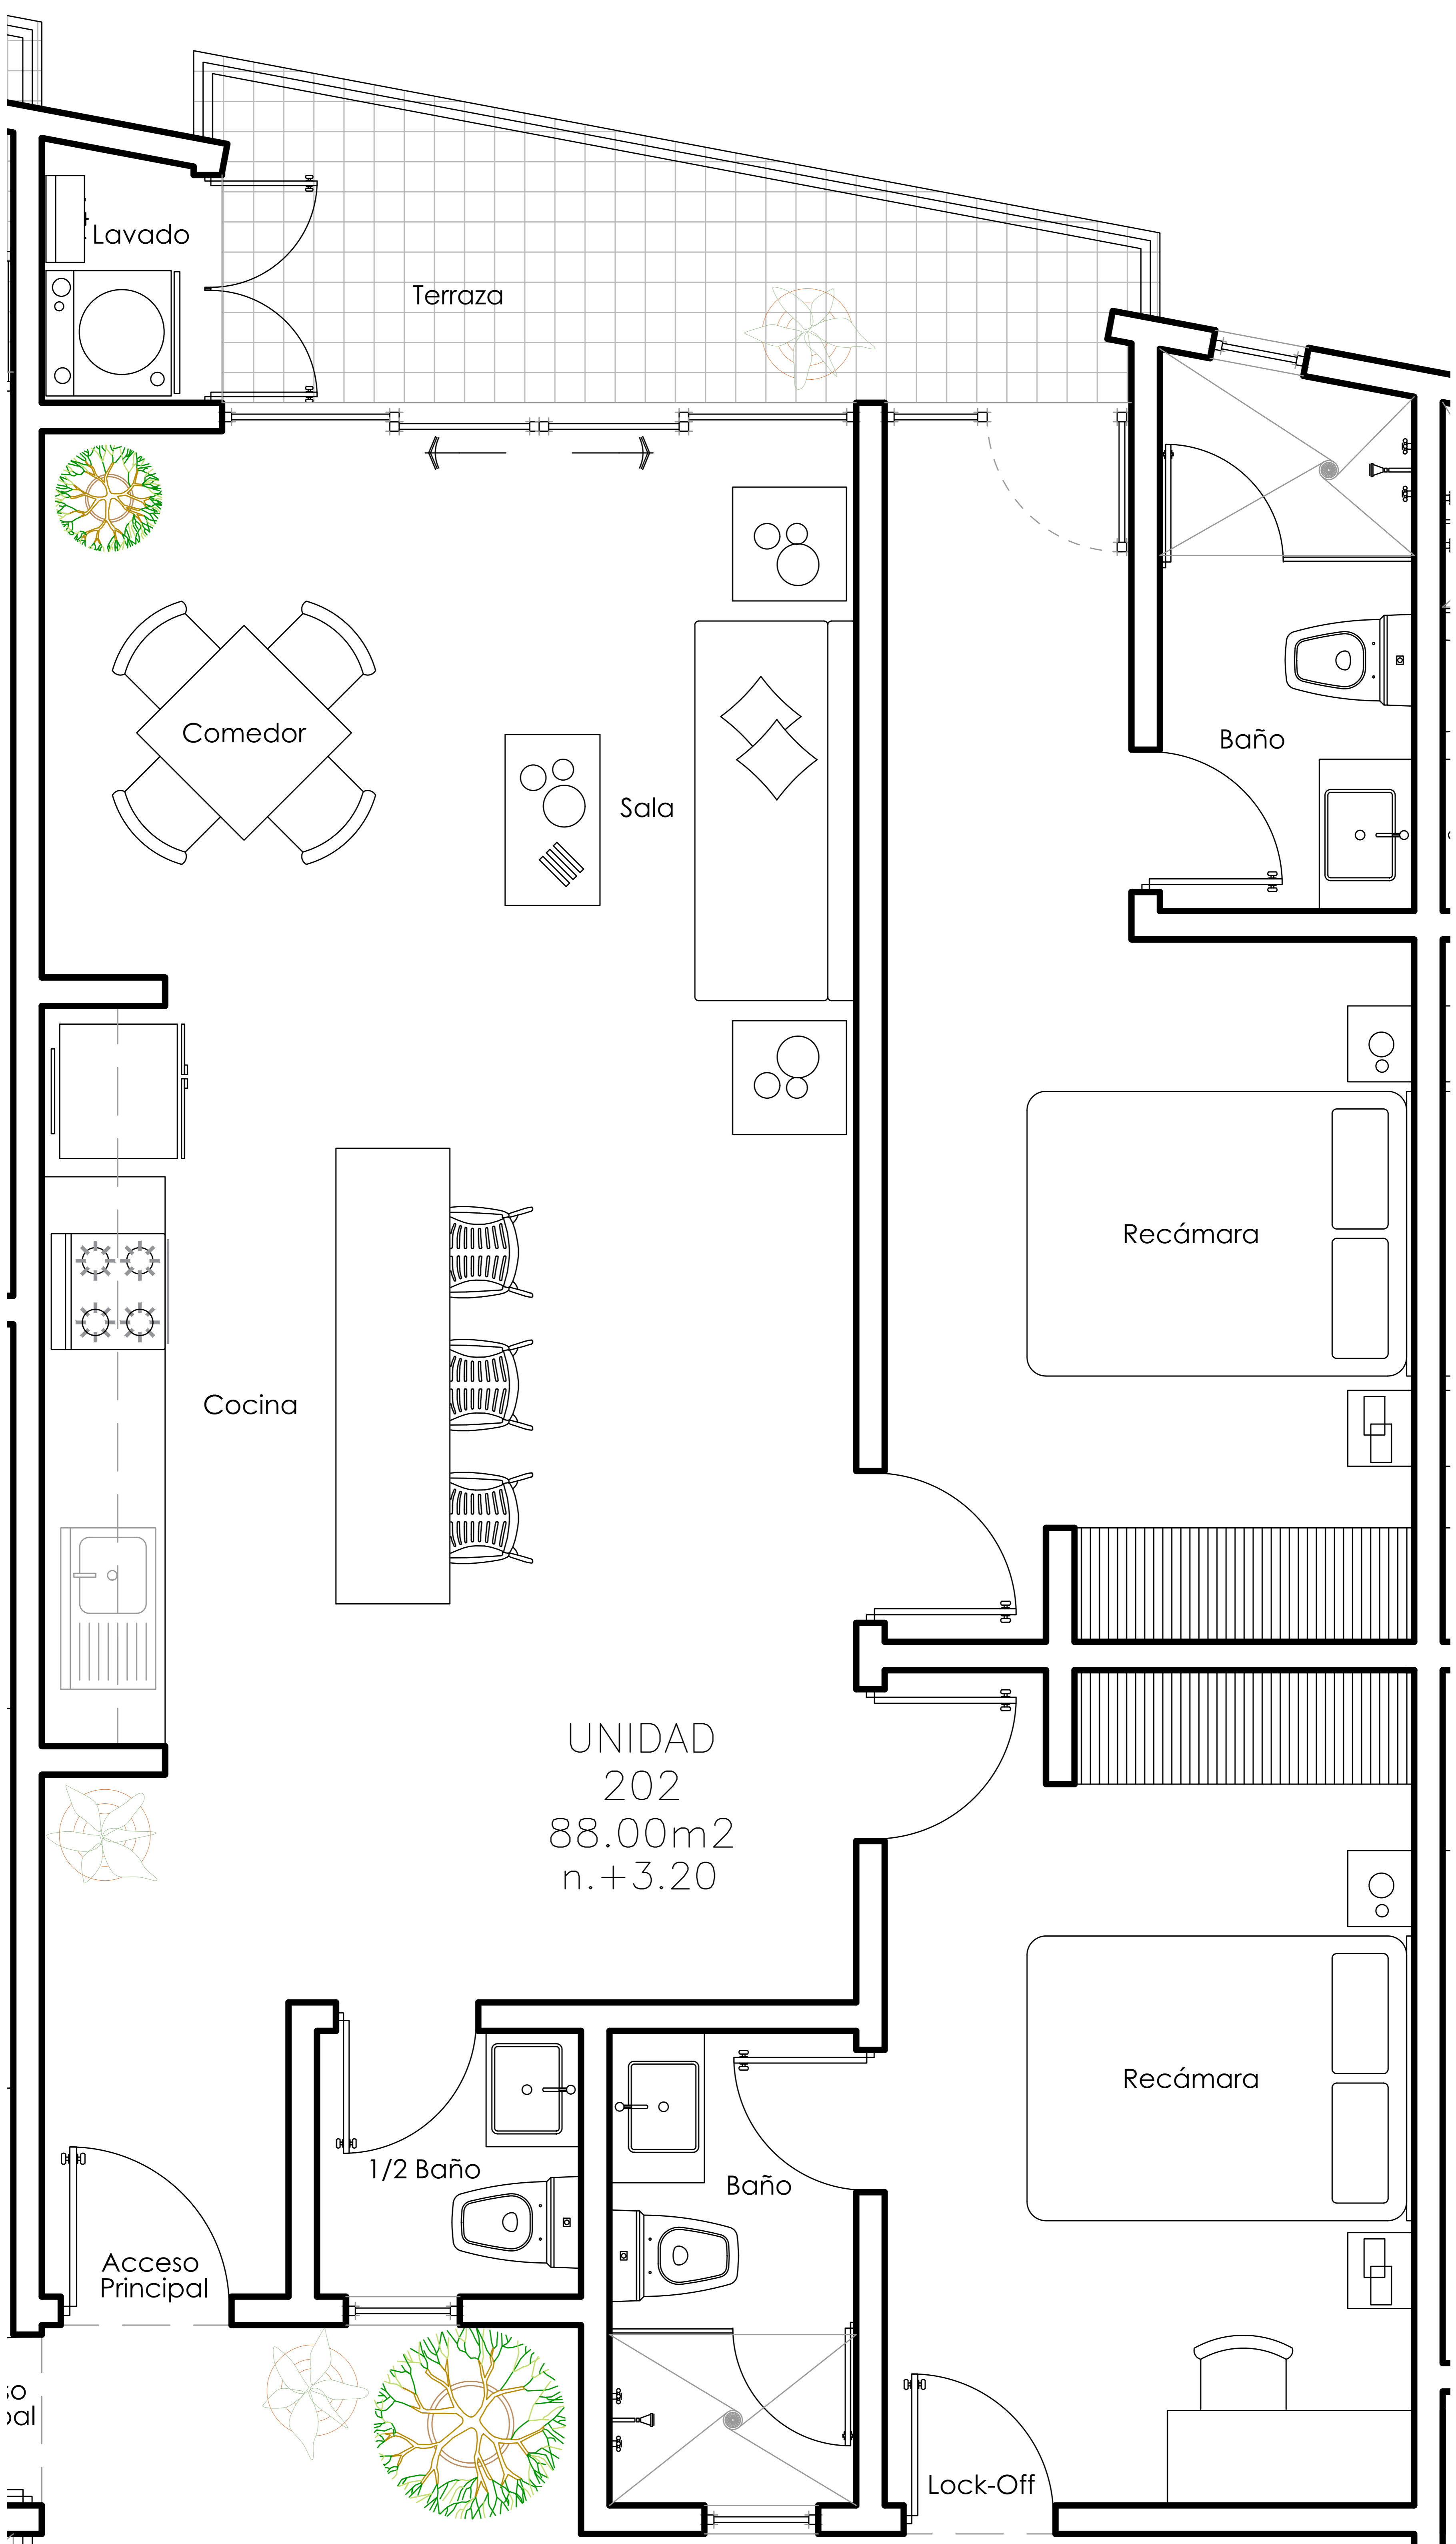 Lavado
Terraza
Comedor
Sala
Baño
Recámara
Cocina
UNIDAD
202
88.00m2
n.+3.20
Recámara
1/2 Baño
Baño
Acceso
Principal
Lock-Off